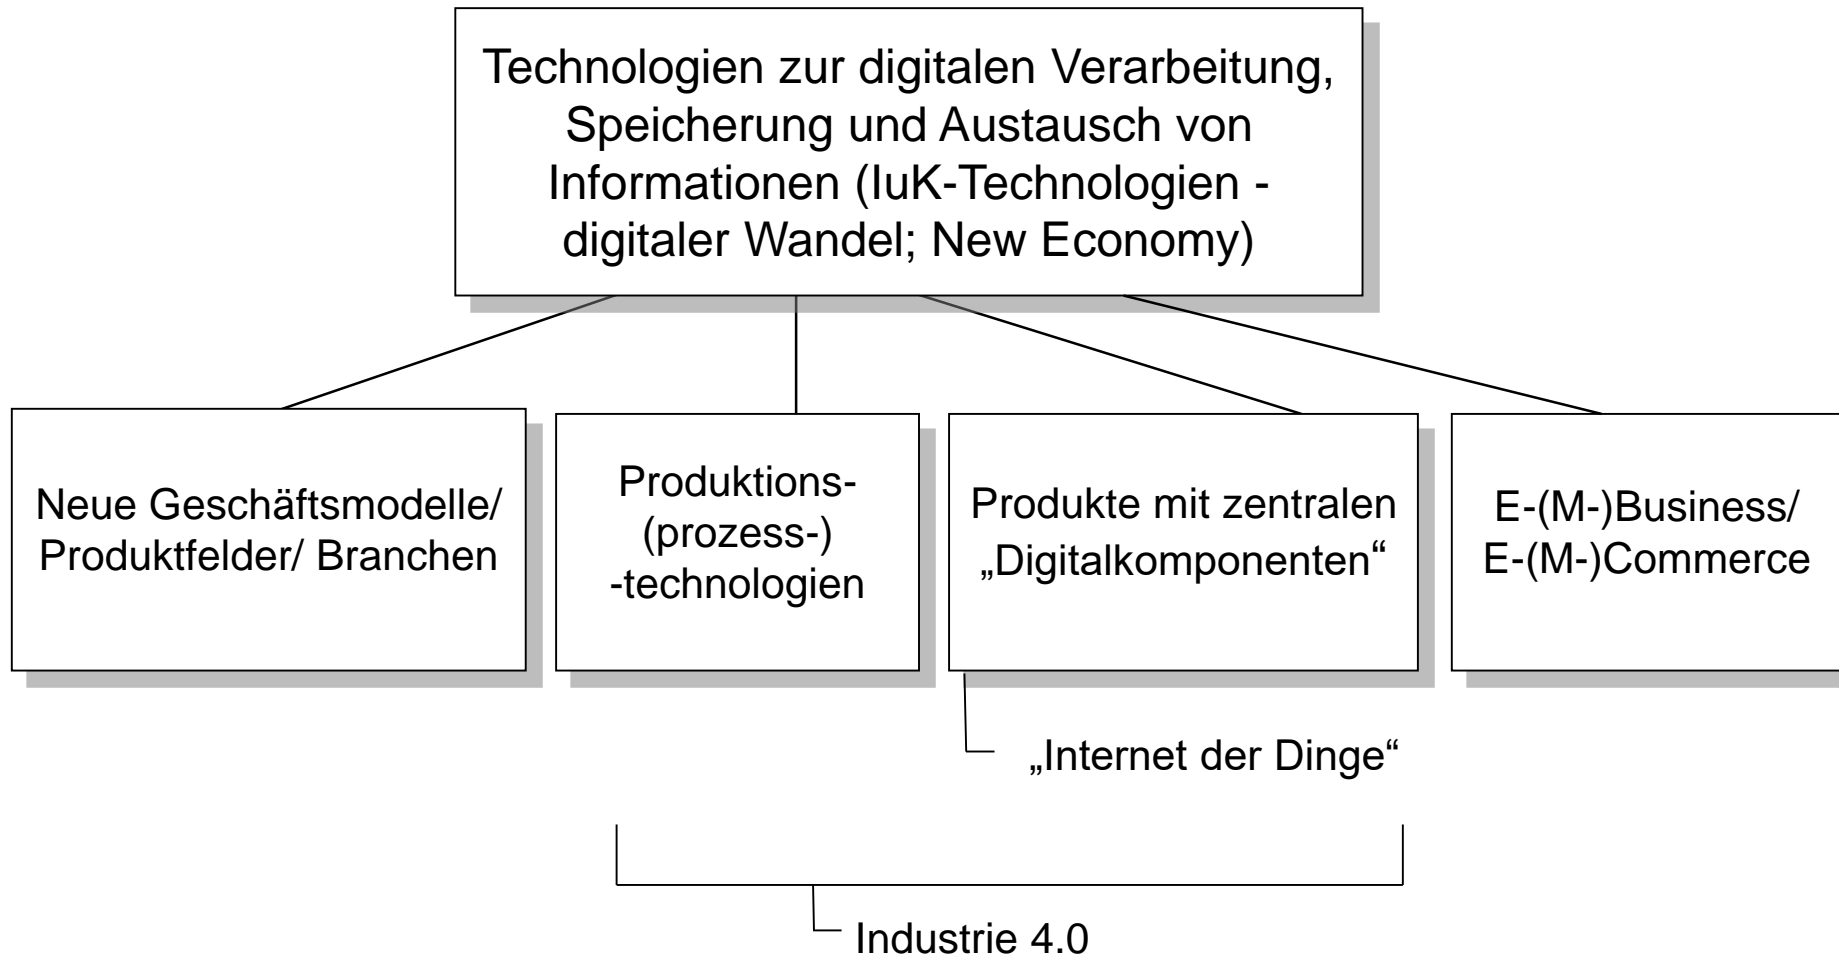 Technologien zur digitalen Verarbeitung,
Speicherung und Austausch von
Informationen (IuK-Technologien -
digitaler Wandel; New Economy)
Neue Geschäftsmodelle/
Produktfelder/ Branchen
Produktions-
(prozess-)
-technologien
Produkte mit zentralen
„Digitalkomponenten“
E-(M-)Business/
E-(M-)Commerce
„Internet der Dinge“
Industrie 4.0